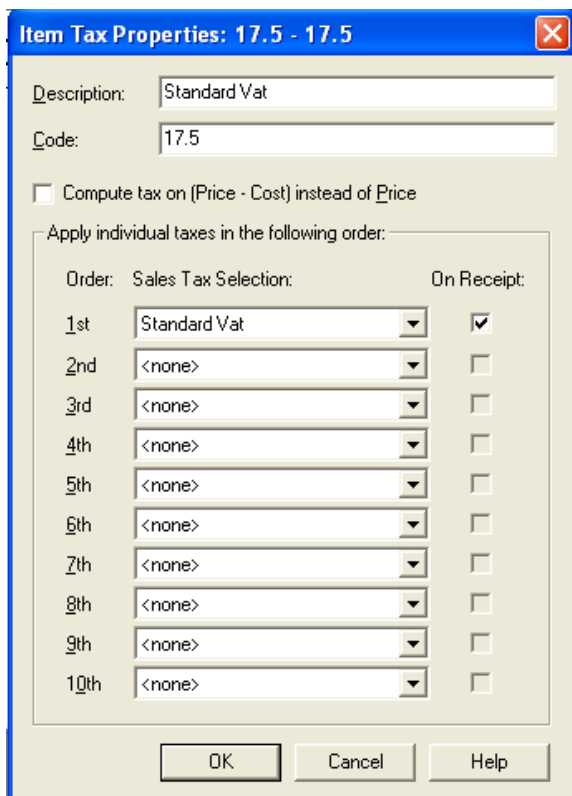 Item Tax Properties: 17.5 - 17.5
Description: Standard Vat
Code: 17.5
Compute tax on (Price - Cost) instead of Price
Apply individual taxes in the following order:
Order: Sales Tax Selection: On Receipt:
1st Standard Vat
2nd <none>
3rd <none>
4th <none>
5th <none>
6th <none>
7th <none>
8th <none>
9th <none>
10th <none>
OK Cancel Help